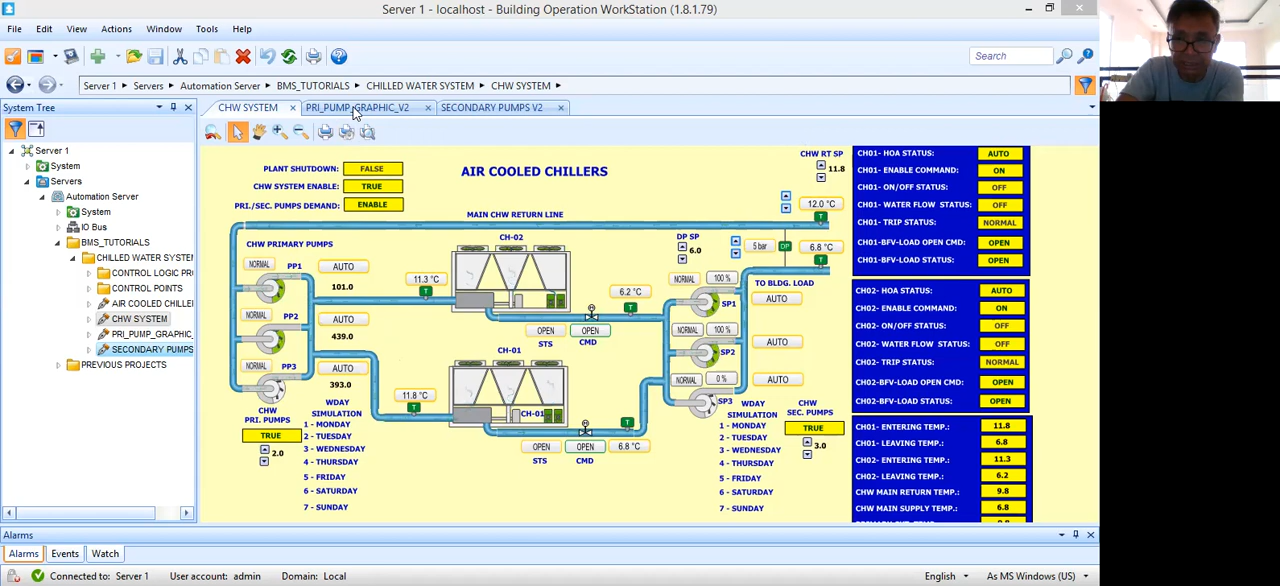 Server 1 - localhost - Building Operation WorkStation (1.8.1.79)
File Edit View Actions Window Tools Help
Search
Server 1 Servers Automation Server BMS_TUTORIALS CHILLED WATER SYSTEM CHW SYSTEM
System Tree
CHW SYSTEM PRI_PUMP_GRAPHIC_V2 SECONDARY PUMPS V2
Server 1
System
Servers
Automation Server
System
IO Bus
BMS_TUTORIALS
CHILLED WATER SYSTE
CONTROL LOGIC PR
CONTROL POINTS
AIR COOLED CHILLE
CHW SYSTEM
PRI_PUMP_GRAPHIC_
SECONDARY PUMPS
PREVIOUS PROJECTS
PLANT SHUTDOWN: FALSE
CHW SYSTEM ENABLE: TRUE
PRI./SEC. PUMPS DEMAND: ENABLE
AIR COOLED CHILLERS
CHW RT SP
11.8
12.0 °C
T
MAIN CHW RETURN LINE
CHW PRIMARY PUMPS
CH-02
DP SP
6.0
5 bar
DP
6.8 °C
T
NORMAL PP1 AUTO
101.0
11.3 °C
T
TO BLDG. LOAD
NORMAL 100 %
SP1 AUTO
6.2 °C
T
NORMAL PP2 AUTO
439.0
OPEN OPEN
STS CMD
NORMAL 100 %
SP2 AUTO
CH-01
NORMAL PP3 AUTO
393.0
NORMAL 0 %
SP3 AUTO
11.8 °C
T
CH-01
T
CHW
PRI. PUMPS
TRUE
2.0
WDAY
SIMULATION
1 - MONDAY
2 - TUESDAY
3 - WEDNESDAY
4 - THURSDAY
5 - FRIDAY
6 - SATURDAY
7 - SUNDAY
OPEN OPEN 6.8 °C
STS CMD
WDAY
SIMULATION
1 - MONDAY
2 - TUESDAY
3 - WEDNESDAY
4 - THURSDAY
5 - FRIDAY
6 - SATURDAY
7 - SUNDAY
CHW
SEC. PUMPS
TRUE
3.0
CH01- HOA STATUS: AUTO
CH01- ENABLE COMMAND: ON
CH01- ON/OFF STATUS: OFF
CH01- WATER FLOW STATUS: OFF
CH01- TRIP STATUS: NORMAL
CH01-BFV-LOAD OPEN CMD: OPEN
CH01-BFV-LOAD STATUS: OPEN
CH02- HOA STATUS: AUTO
CH02- ENABLE COMMAND: ON
CH02- ON/OFF STATUS: OFF
CH02- WATER FLOW STATUS: OFF
CH02- TRIP STATUS: NORMAL
CH02-BFV-LOAD OPEN CMD: OPEN
CH02-BFV-LOAD STATUS: OPEN
CH01- ENTERING TEMP.: 11.8
CH01- LEAVING TEMP.: 6.8
CH02- ENTERING TEMP.: 11.3
CH02- LEAVING TEMP.: 6.2
CHW MAIN RETURN TEMP.: 9.8
CHW MAIN SUPPLY TEMP.: 6.8
Alarms
Alarms Events Watch
Connected to: Server 1 User account: admin Domain: Local English As MS Windows (US)